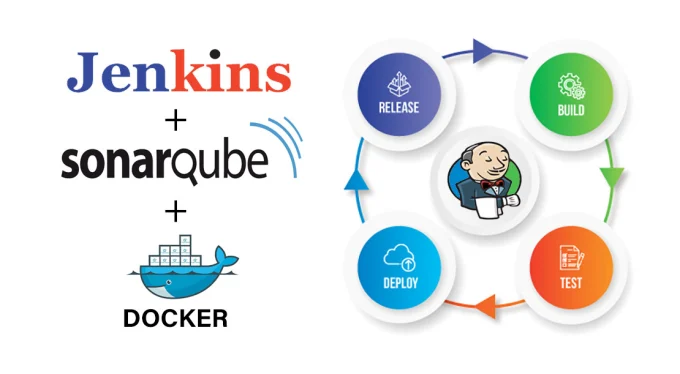 Jenkins
+
sonarqube
+
DOCKER
RELEASE
BUILD
DEPLOY
TEST